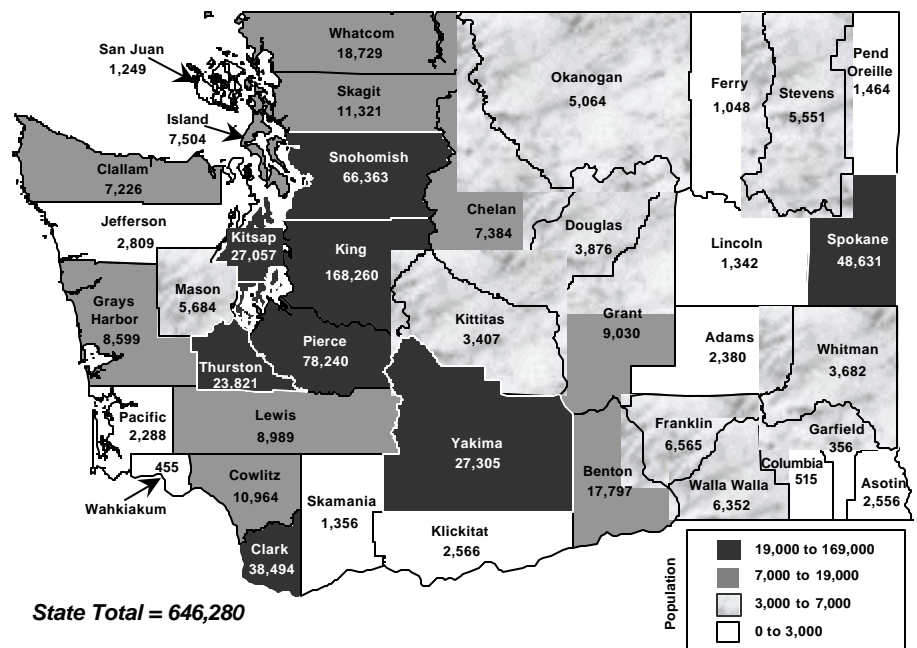 Whatcom
18,729
San Juan
1,249
Skagit
11,321
Island
7,504
Okanogan
5,064
Ferry
1,048
Stevens
5,551
Pend
Oreille
1,464
Clallam
7,226
Snohomish
66,363
Jefferson
2,809
Chelan
7,384
Douglas
3,876
Kitsap
27,057
King
168,260
Lincoln
1,342
Spokane
48,631
Mason
5,684
Grays
Harbor
8,599
Kittitas
3,407
Grant
9,030
Adams
2,380
Whitman
3,682
Pierce
78,240
Thurston
23,821
Pacific
2,288
Lewis
8,989
Yakima
27,305
Franklin
6,565
Garfield
356
Benton
17,797
Walla Walla
6,352
Columbia
515
Asotin
2,556
455
Wahkiakum
Cowlitz
10,964
Skamania
1,356
Klickitat
2,566
Clark
38,494
State Total = 646,280
Population
19,000 to 169,000
7,000 to 19,000
3,000 to 7,000
0 to 3,000